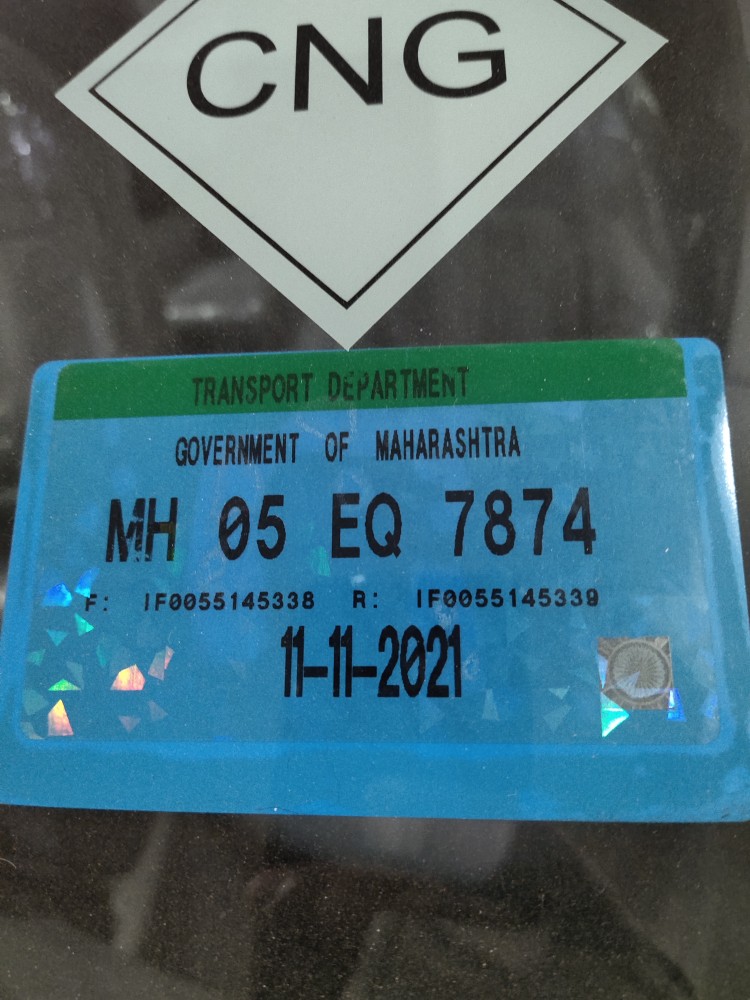 CNG
TRANSPORT DEPARTMENT
GOVERNMENT OF MAHARASHTRA
MH 05 EQ 7874
F: IF0055145338 R: IF0055145339
11-11-2021